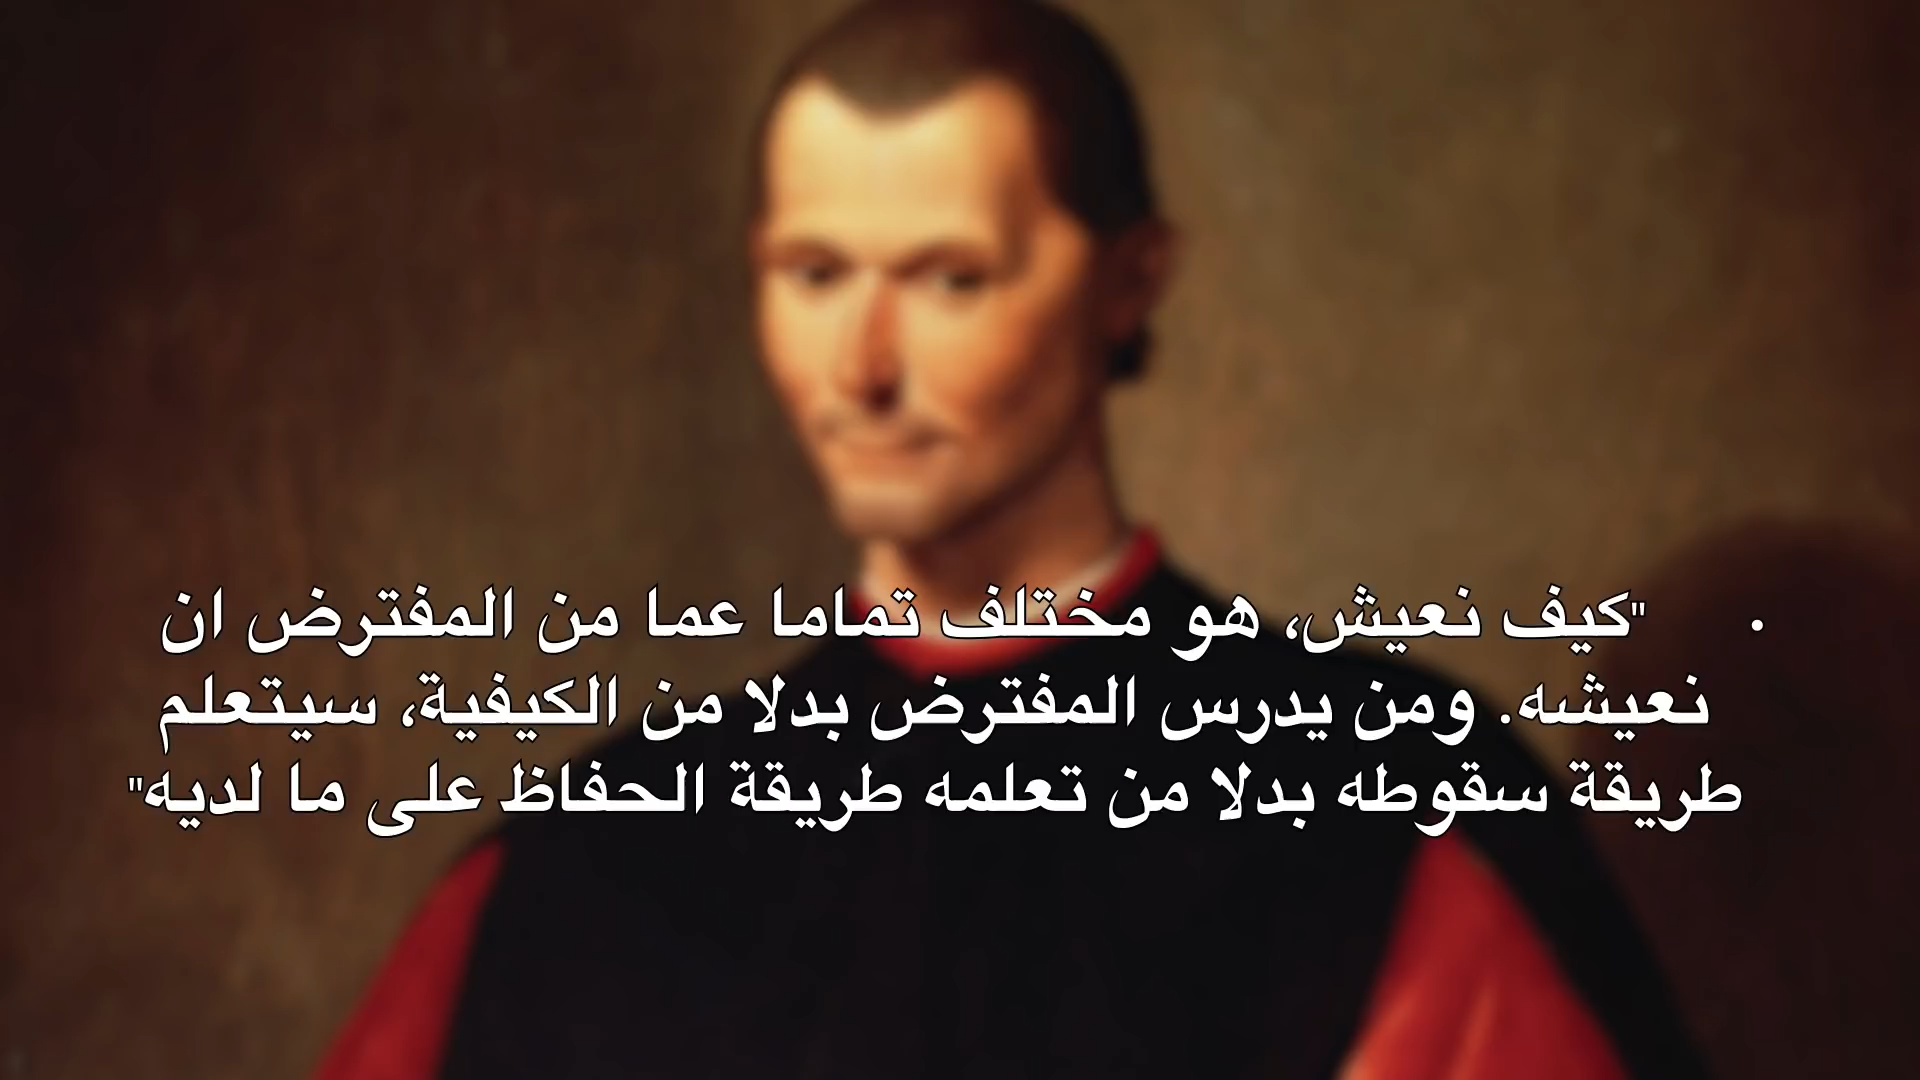 • "كيف نعيش، هو مختلف تماما عما من المفترض ان
نعيشه. ومن يدرس المفترض بدلا من الكيفية، سيتعلم
طريقة سقوطه بدلا من تعلمه طريقة الحفاظ على ما لديه"